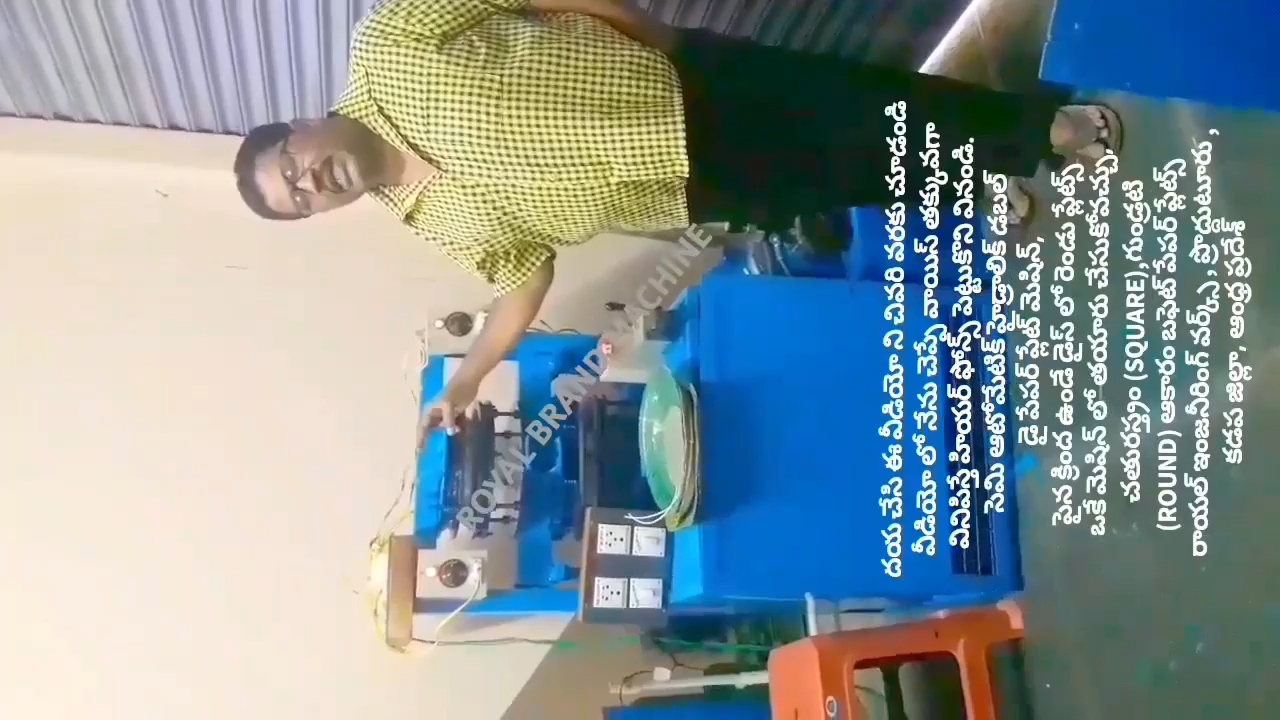 దయ చేసి ఈ వీడియో ని చివరి వరకు చూడండి
వీడియో లో నేను చెప్పే వాయిస్ తక్కువగా
వినిపిస్తే హియర్ ఫోన్స్ పెట్టుకొని వినండి.
సెమి ఆటోమేటిక్ హైడ్రాలిక్ డబల్
డై పేపర్ ప్లేట్ మెషిన్,
పైన క్రింద ఉండే డైస్ లో రెండు ప్లేట్స్
ఒకే మెషిన్ లో తయారు చేసుకోవచ్చు
చతురస్రం (SQUARE),గుండ్రటి
(ROUND) ఆకారం బఫెట్ పేపర్ ప్లేట్స్
రాయల్ ఇంజనీరింగ్ వర్క్స్ , ప్రొద్దుటూరు ,
కడప జిల్లా, ఆంధ్ర ప్రదేశ్
ROYAL BRAND MACHINE